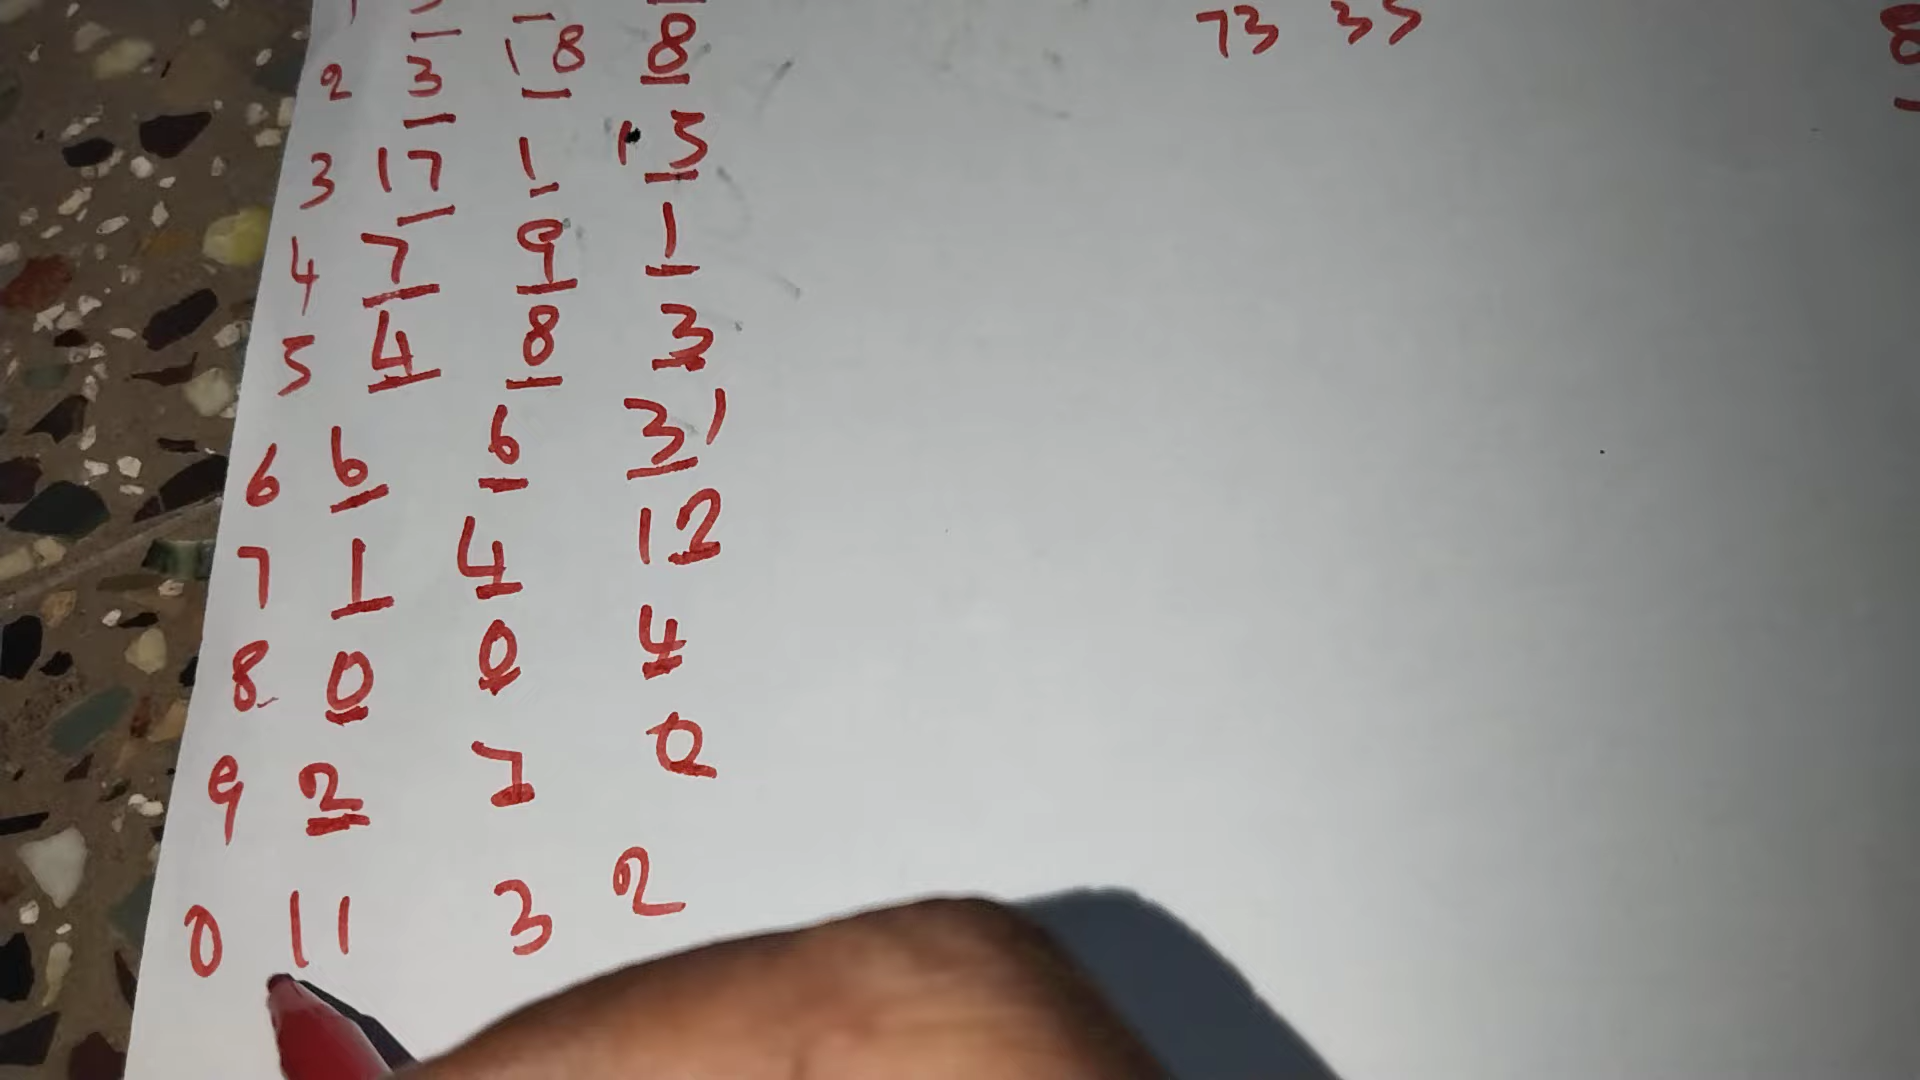 73 35
2 3 18 8
3 17 1 15
4 7 9 1
5 4 8 3
6 6 6 31
7 1 4 12
8 0 0 4
9 2 7 0
0 11 3 2